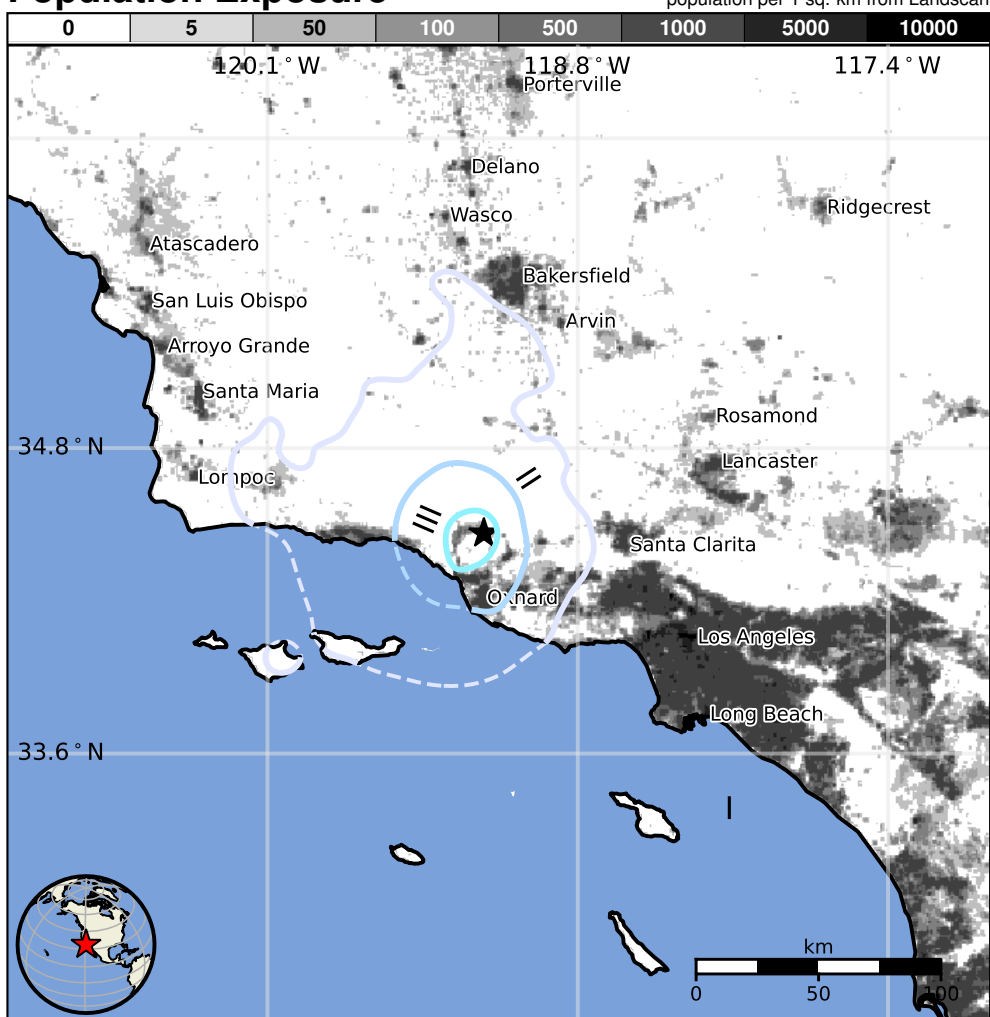 Population Exposure
population per 1 sq. km from Landscan
0 5 50 100 500 1000 5000 10000
120.1°W 118.8°W 117.4°W
Porterville
Delano
Wasco
Ridgecrest
Atascadero
Bakersfield
San Luis Obispo
Arvin
Arroyo Grande
Santa Maria
Rosamond
34.8°N
Lancaster
Lompoc
II
III
Santa Clarita
Oxnard
Los Angeles
Long Beach
33.6°N
I
km
0 50 100